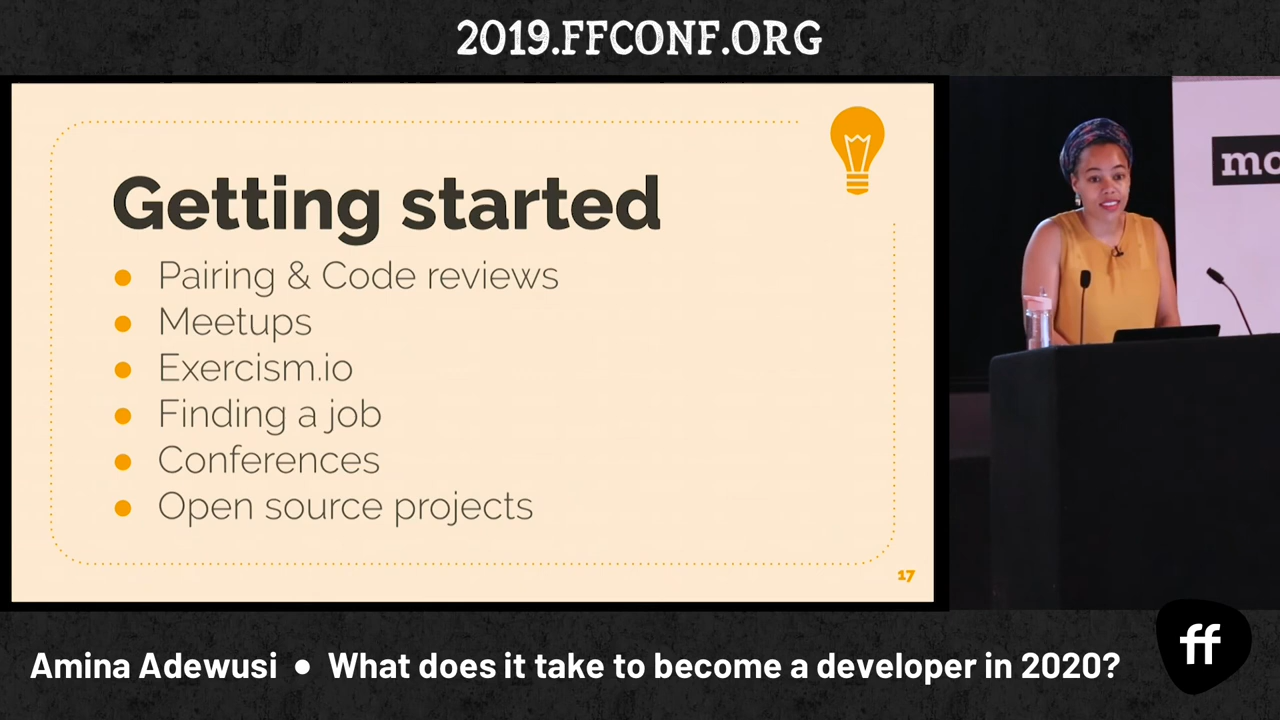 2019.FFCONF.ORG
Getting started
Pairing & Code reviews
Meetups
Exercism.io
Finding a job
Conferences
Open source projects
17
mo
Amina Adewusi ● What does it take to become a developer in 2020?
ff